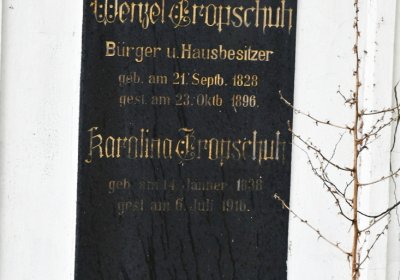 Wenzel Tropschuh
Bürger u. Hausbesitzer
geb. am 21. Septb. 1828
gest. am 23. Oktb 1896.
Karolina Tropschuh
geb. am 14. Jänner 1838
gest. am 6. Juli 1916.